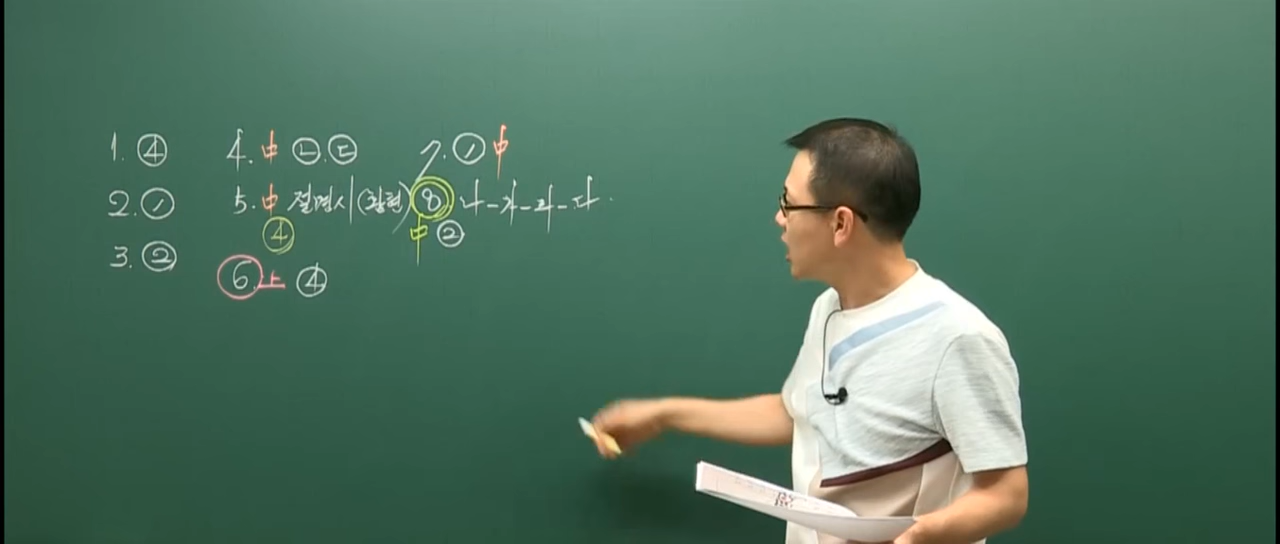 1. ④
2. ①
3. ②
4. 中 ㉡. ㉢
5. 中 절명시(황현)
④
6. 上 ④
7. ① 中
8 나-가-라-다.
中 ②